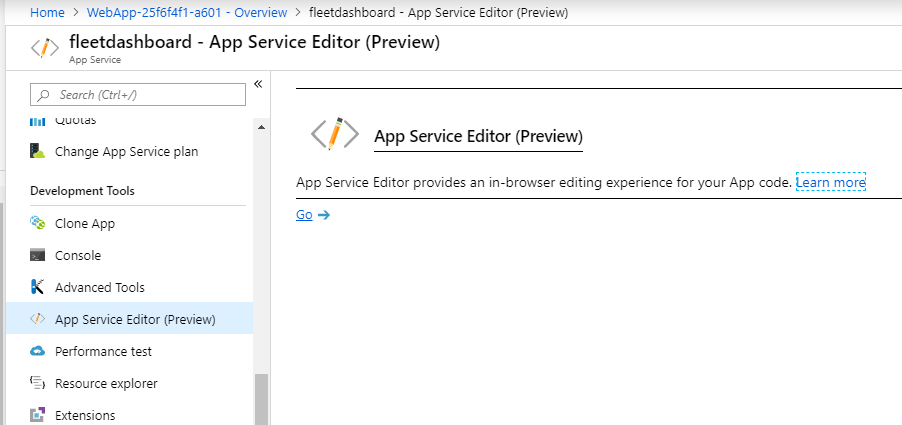 Home > WebApp-25f6f4f1-a601 - Overview > fleetdashboard - App Service Editor (Preview)
fleetdashboard - App Service Editor (Preview)
App Service
Search (Ctrl+/)
Quotas
Change App Service plan
Development Tools
Clone App
Console
Advanced Tools
App Service Editor (Preview)
Performance test
Resource explorer
Extensions
App Service Editor (Preview)
App Service Editor provides an in-browser editing experience for your App code. Learn more
Go